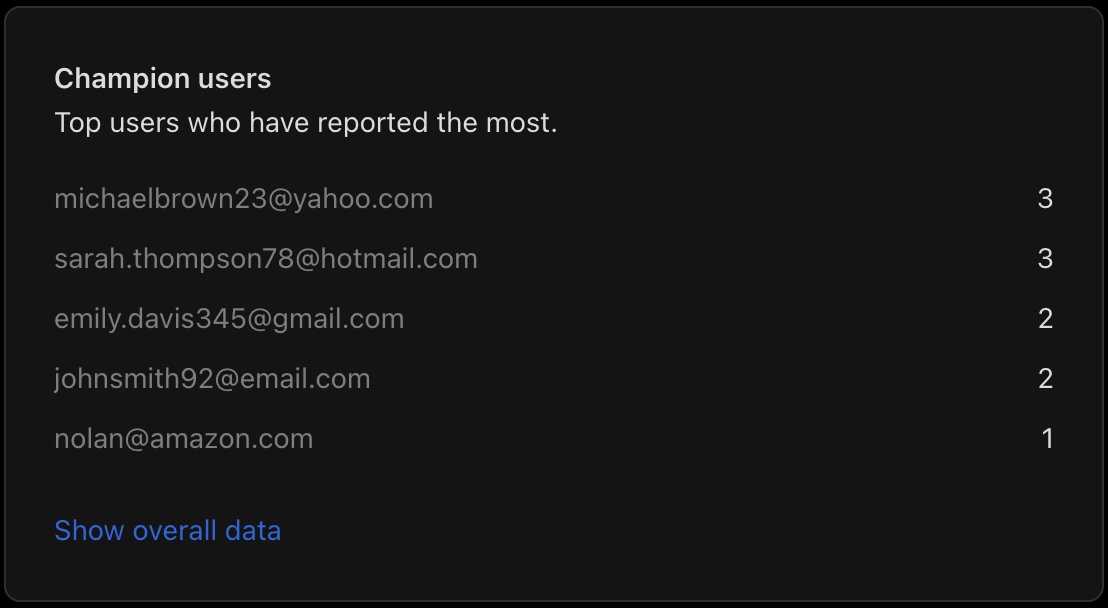 Champion users
Top users who have reported the most.
michaelbrown23@yahoo.com 3
sarah.thompson78@hotmail.com 3
emily.davis345@gmail.com 2
johnsmith92@email.com 2
nolan@amazon.com 1
Show overall data